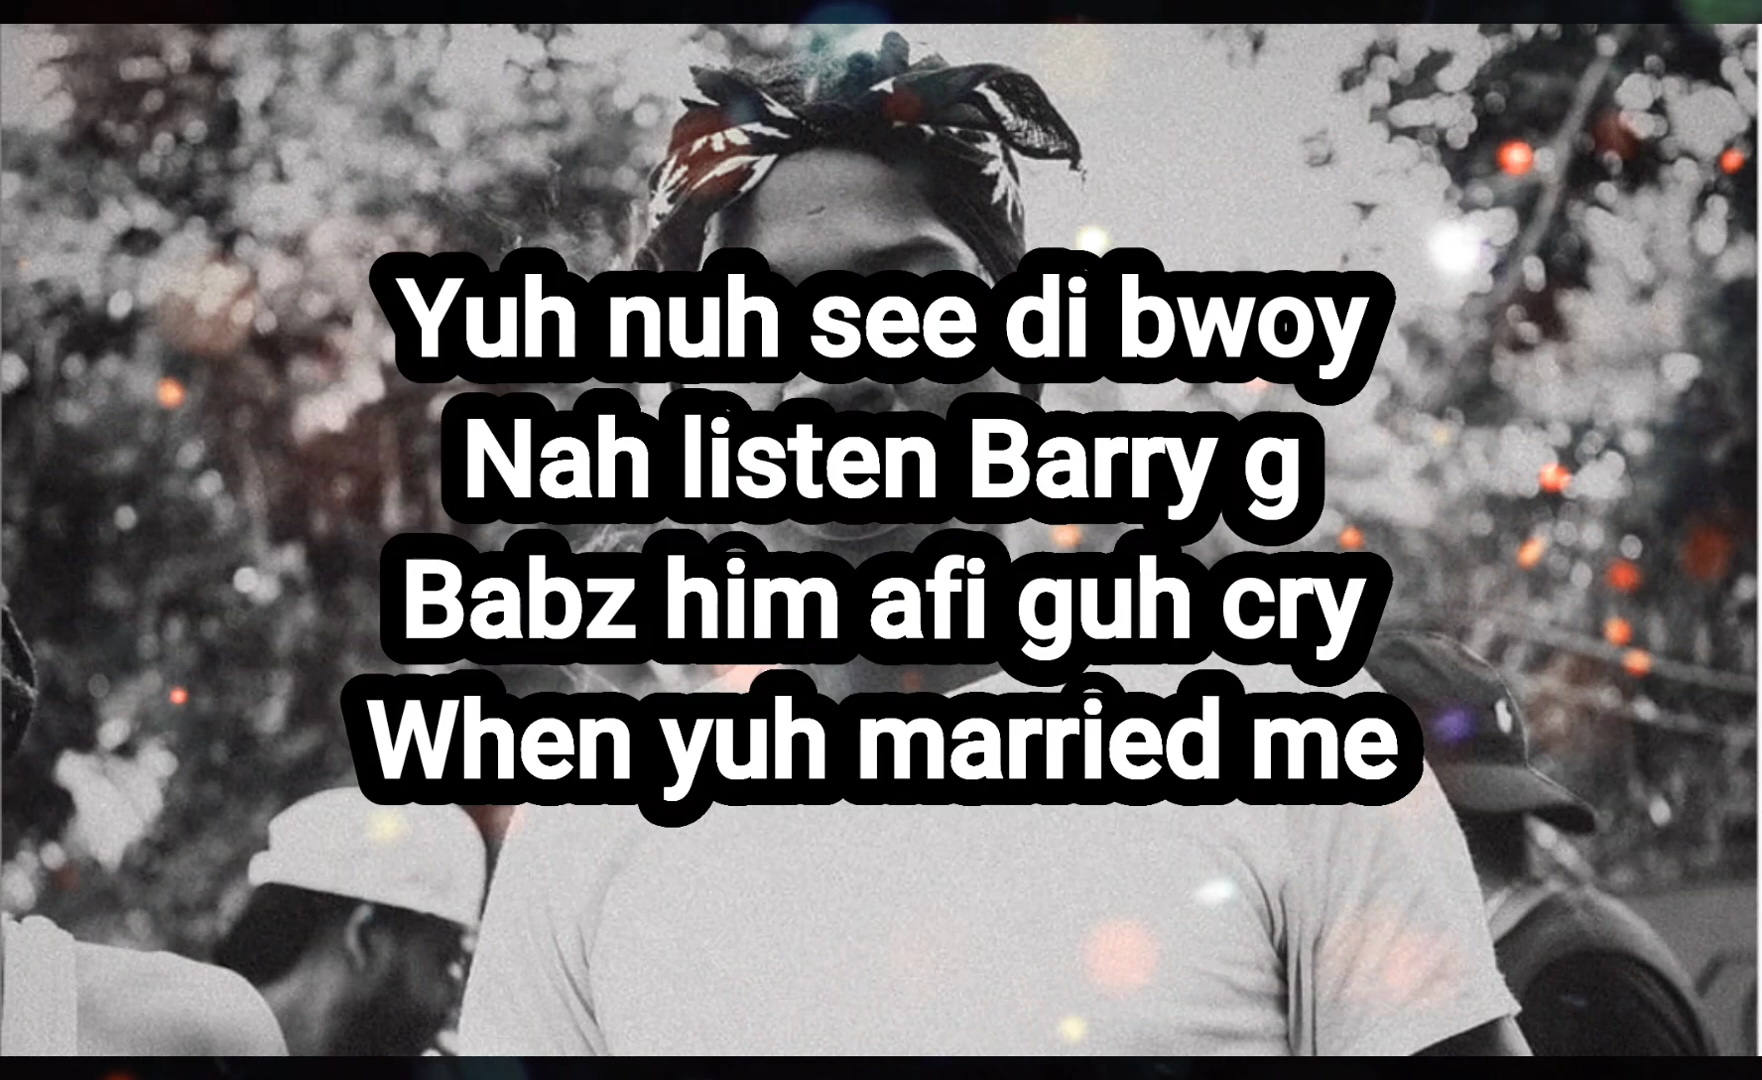 Yuh nuh see di bwoy
Nah listen Barry g
Babz him afi guh cry
When yuh married me